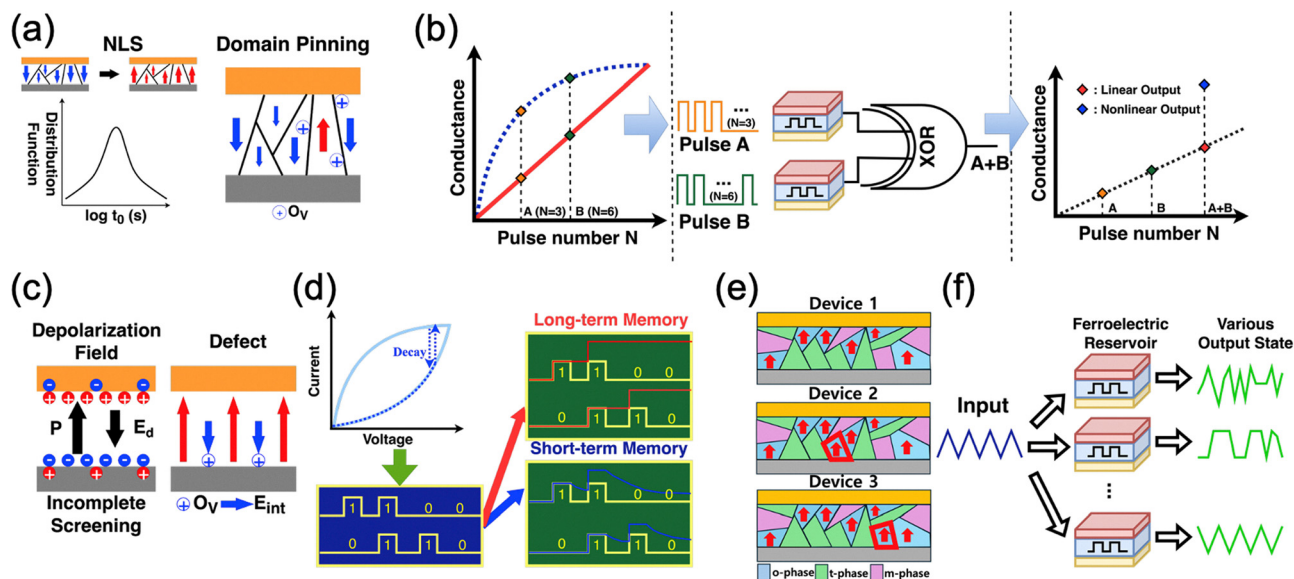 (a)
NLS
Distribution
Function
log t0 (s)
Domain Pinning
+
+
+
+
+ OV
(b)
Conductance
A (N=3)
B (N=6)
Pulse number N
... (N=3)
Pulse A
... (N=6)
Pulse B
XOR
A+B
Conductance
: Linear Output
: Nonlinear Output
A
B
A+B
Pulse number N
(c)
Depolarization
Field
P
Ed
Incomplete
Screening
Defect
+ OV Eint
(d)
Current
Decay
Voltage
1 1 0 0
0 1 1 0
Long-term Memory
1 1 0 0
0 1 1 0
Short-term Memory
1 1 0 0
0 1 1 0
(e)
Device 1
Device 2
Device 3
o-phase t-phase m-phase
(f)
Ferroelectric
Reservoir
Various
Output State
Input
...